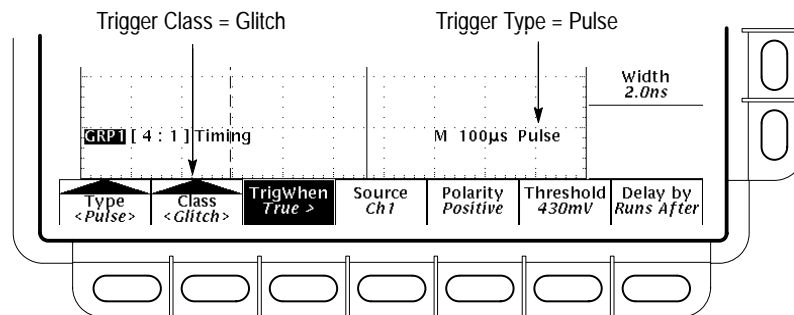 Trigger Class = Glitch
Trigger Type = Pulse
Width
2.0ns
GRP1 [ 4 : 1 ] Timing
M 100µs Pulse
Type
<Pulse>
Class
<Glitch>
TrigWhen
True >
Source
Ch1
Polarity
Positive
Threshold
430mV
Delay by
Runs After